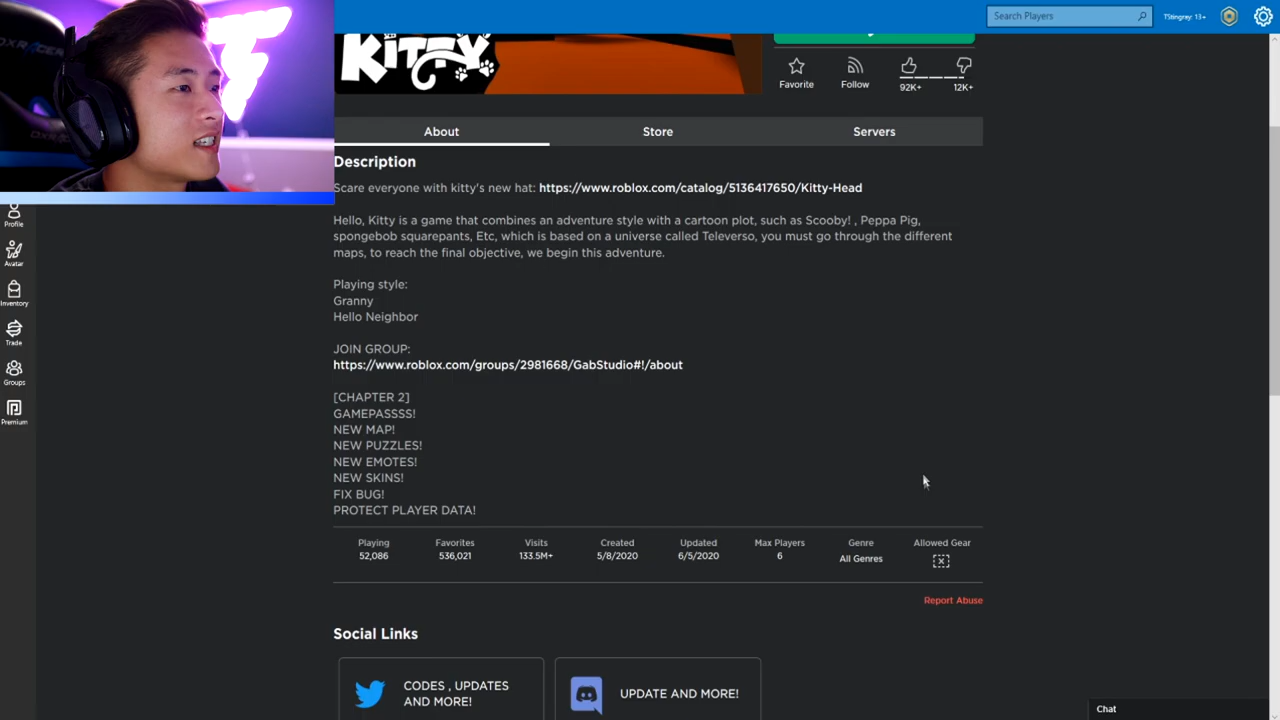 Search Players
TStingray: 13+
KiTTY
Favorite
Follow
92K+
12K+
About
Store
Servers
Description
Scare everyone with kitty's new hat: https://www.roblox.com/catalog/5136417650/Kitty-Head
Hello, Kitty is a game that combines an adventure style with a cartoon plot, such as Scooby! , Peppa Pig,
spongebob squarepants, Etc, which is based on a universe called Televerso, you must go through the different
maps, to reach the final objective, we begin this adventure.
Playing style:
Granny
Hello Neighbor
JOIN GROUP:
https://www.roblox.com/groups/2981668/GabStudio#!/about
[CHAPTER 2]
GAMEPASSSS!
NEW MAP!
NEW PUZZLES!
NEW EMOTES!
NEW SKINS!
FIX BUG!
PROTECT PLAYER DATA!
Playing
Favorites
Visits
Created
Updated
Max Players
Genre
Allowed Gear
52,086
536,021
133.5M+
5/8/2020
6/5/2020
6
All Genres
Report Abuse
Social Links
CODES , UPDATES
AND MORE!
UPDATE AND MORE!
Profile
Avatar
Inventory
Trade
Groups
Premium
Chat